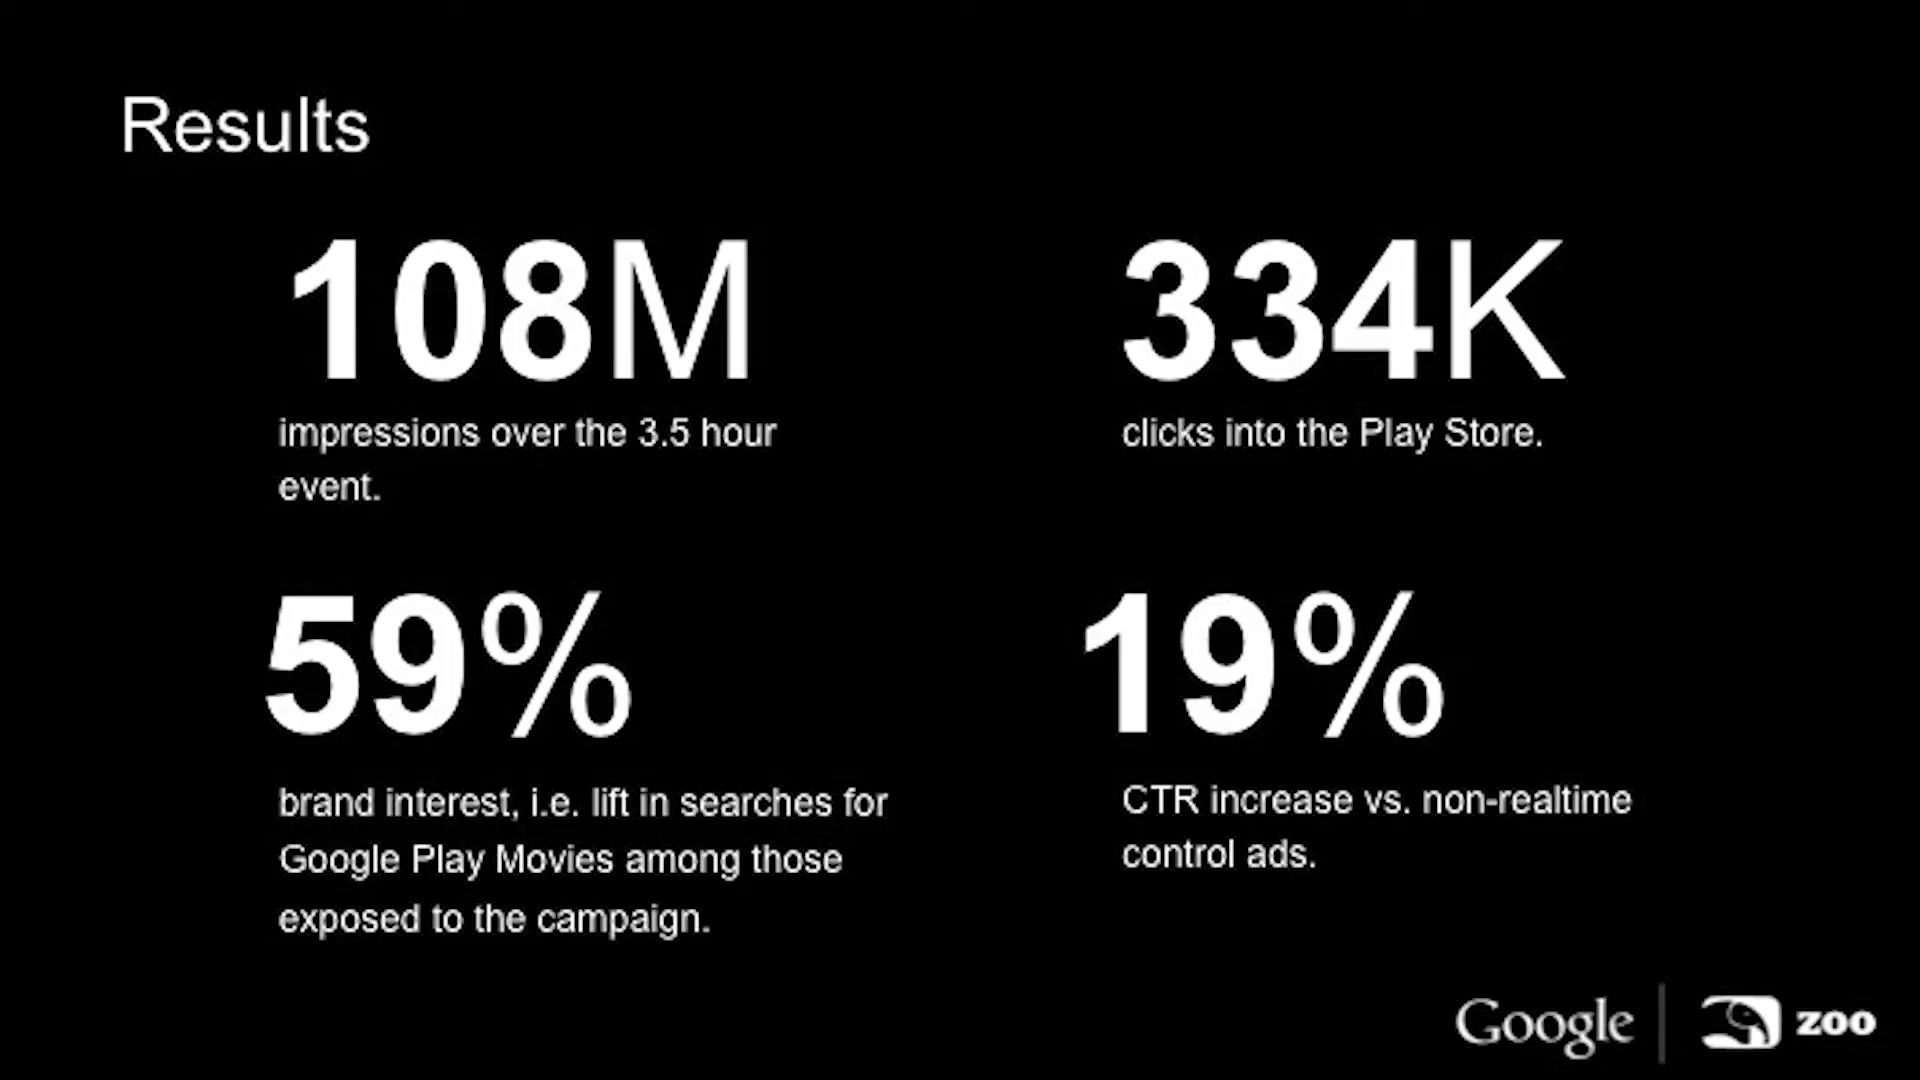 Results
108M
impressions over the 3.5 hour
event.
334K
clicks into the Play Store.
59%
brand interest, i.e. lift in searches for
Google Play Movies among those
exposed to the campaign.
19%
CTR increase vs. non-realtime
control ads.
Google
zoo